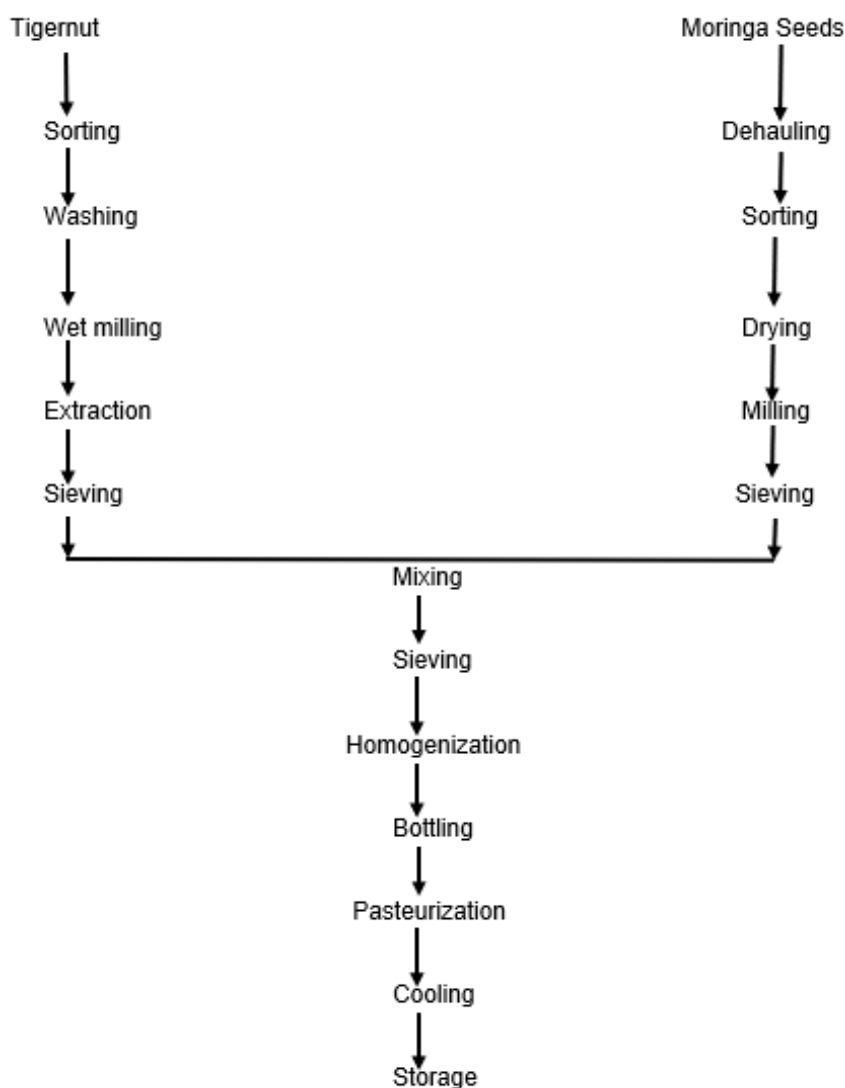 Tigernut
Moringa Seeds
Sorting
Dehauling
Washing
Sorting
Wet milling
Drying
Extraction
Milling
Sieving
Sieving
Mixing
Sieving
Homogenization
Bottling
Pasteurization
Cooling
Storage